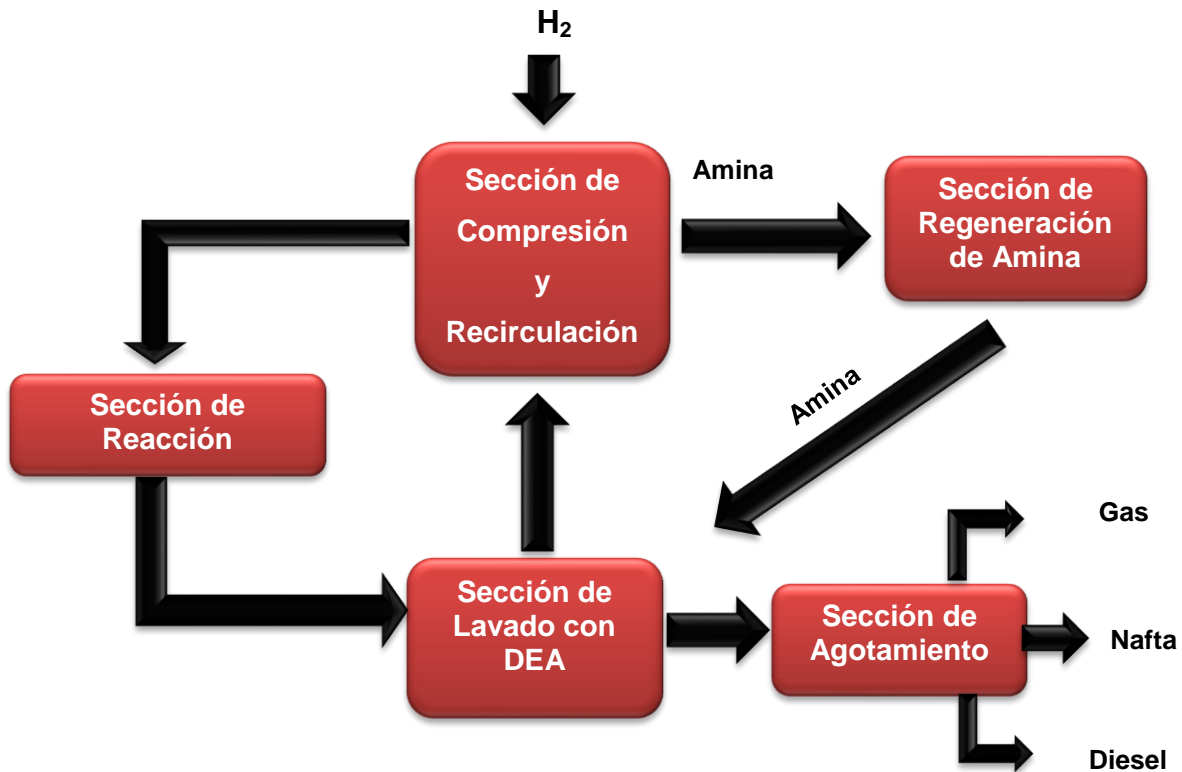 H₂
Sección de
Compresión
y
Recirculación
Amina
Sección de
Regeneración
de Amina
Sección de
Reacción
Amina
Sección de
Lavado con
DEA
Sección de
Agotamiento
Gas
Nafta
Diesel